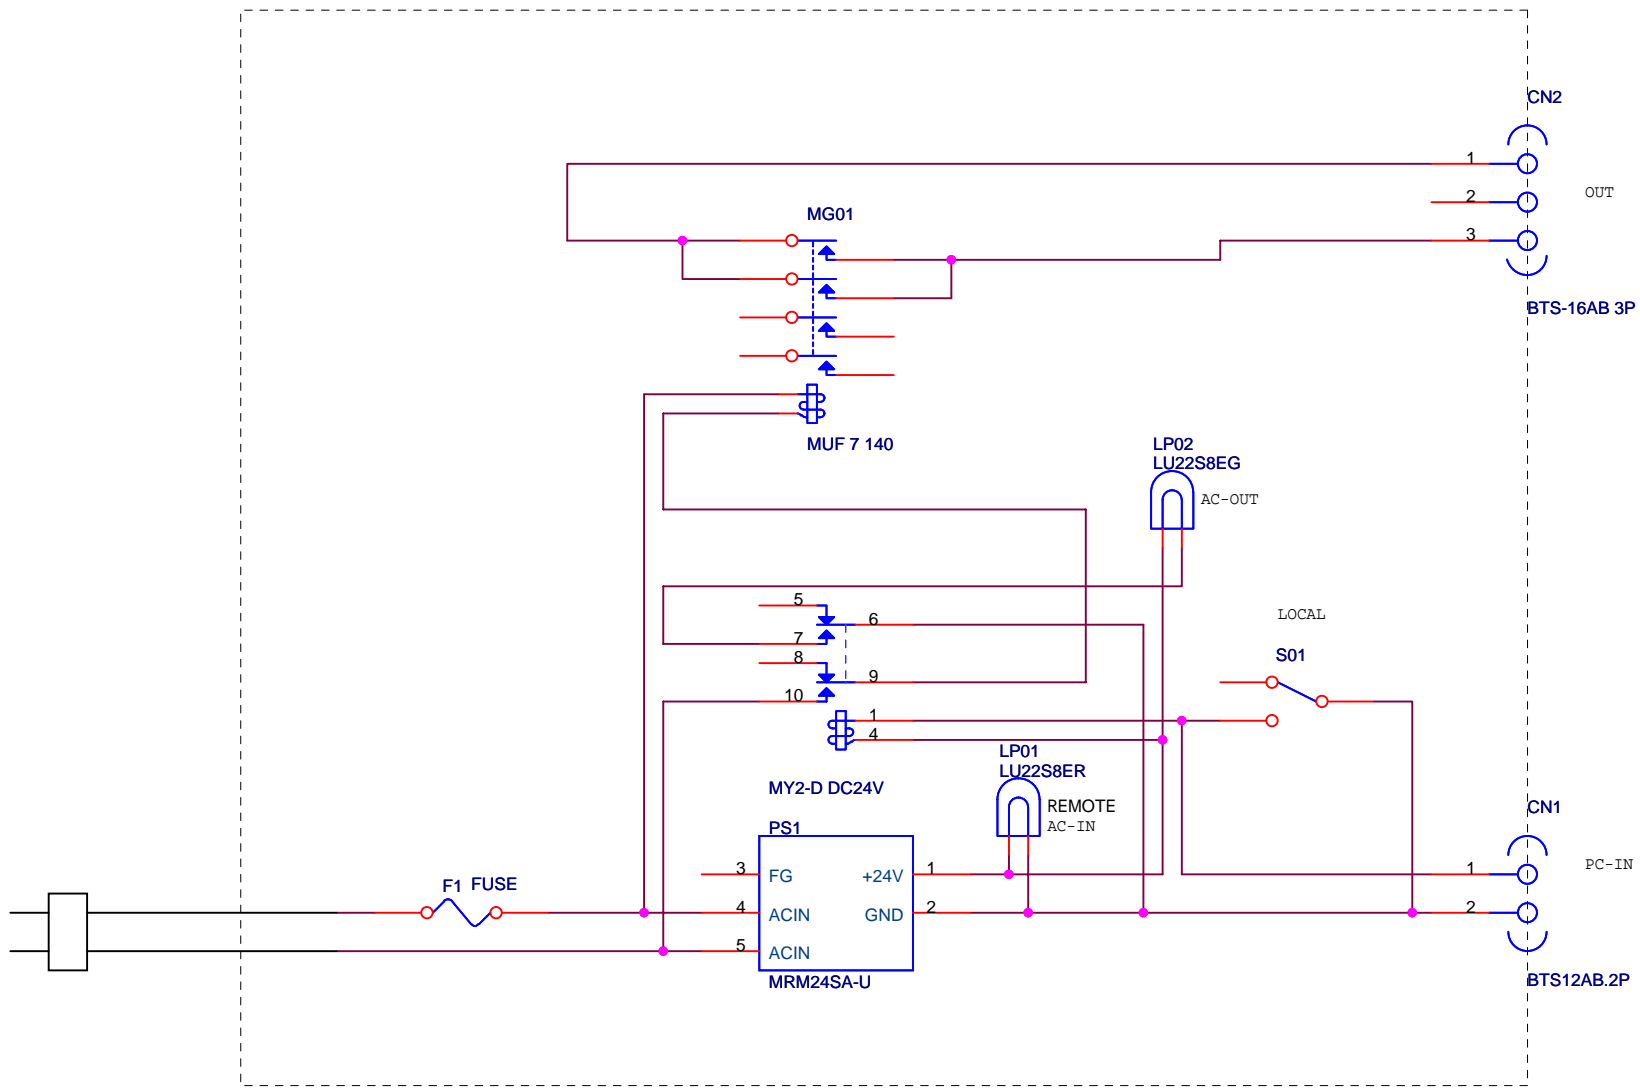 CN2
1
OUT
2
MG01
3
BTS-16AB 3P
MUF 7 140
LP02
LU22S8EG
AC-OUT
5
6
LOCAL
7
S01
8
9
10
1
4
LP01
LU22S8ER
MY2-D DC24V
REMOTE
CN1
AC-IN
PS1
PC-IN
3 FG +24V 1 1
F1 FUSE
4 ACIN GND 2 2
5 ACIN
MRM24SA-U
BTS12AB.2P